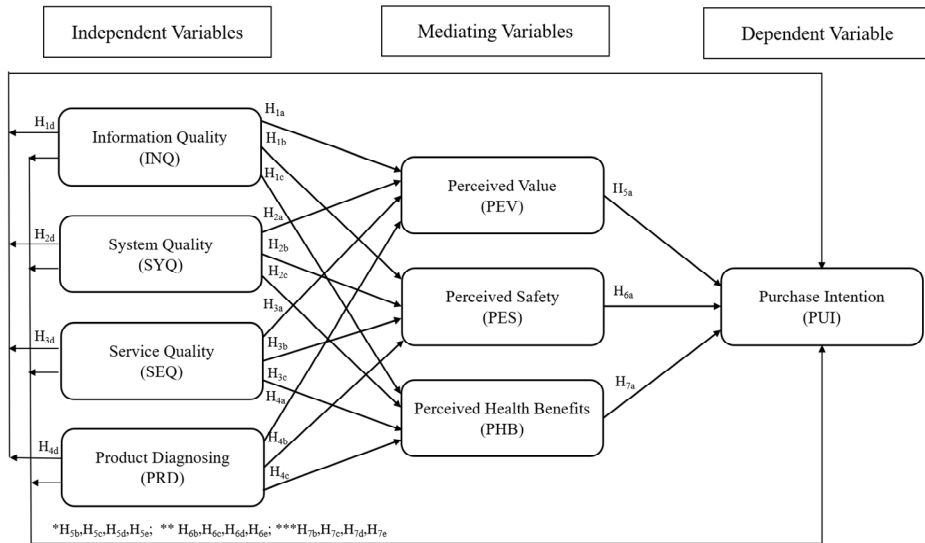 Independent Variables
Mediating Variables
Dependent Variable
H1d
Information Quality
(INQ)
H1a
H1b
H1c
Perceived Value
(PEV)
H5a
H2d
System Quality
(SYQ)
H2a
H2b
H2c
Perceived Safety
(PES)
H6a
Purchase Intention
(PUI)
H3d
Service Quality
(SEQ)
H3a
H3b
H3c
H4a
Perceived Health Benefits
(PHB)
H7a
H4d
Product Diagnosing
(PRD)
H4b
H4c
*H5b,H5c,H5d,H5e; ** H6b,H6c,H6d,H6e; ***H7b,H7c,H7d,H7e